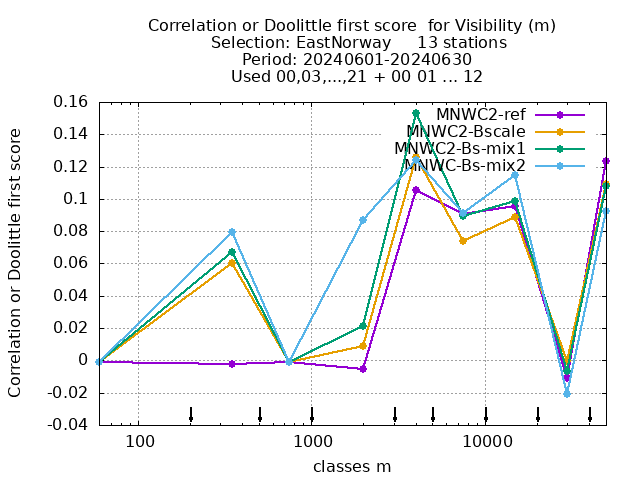 Correlation or Doolittle first score  for Visibility (m)
Selection: EastNorway     13 stations
Period: 20240601-20240630
Used 00,03,...,21 + 00 01 ... 12
Correlation or Doolittle first score
0.16
0.14
0.12
0.1
0.08
0.06
0.04
0.02
0
-0.02
-0.04
MNWC2-ref
MNWC2-Bscale
MNWC2-Bs-mix1
MNWC-Bs-mix2
100 1000 10000
classes m